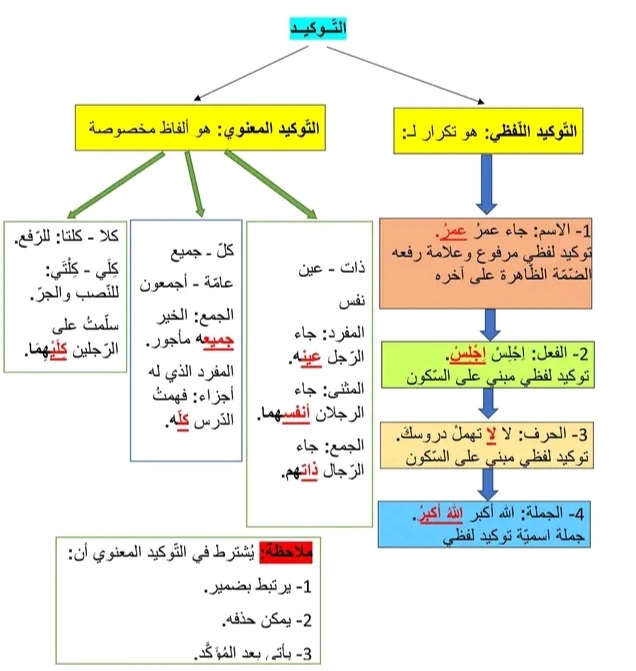 التّوكيد
التّوكيد اللّفظي: هو تكرار لـ:
1- الاسم: جاء عمرُ عمرُ.
توكيد لفظي مرفوع وعلامة رفعه
الضّمّة الظّاهرة على آخره
2- الفعل: اِجْلِسْ اِجْلِسْ.
توكيد لفظي مبني على السّكون
3- الحرف: لا لا تهملْ دروسك.
توكيد لفظي مبني على السّكون
4- الجملة: الله أكبر اللهُ أكبرُ.
جملة اسميّة توكيد لفظي
التّوكيد المعنوي: هو ألفاظ مخصوصة
ذات - عين
نفس
المفرد: جاء
الرّجل عينه.
المثنى: جاء
الرجلان أنفسهما.
الجمع: جاء
الرّجال ذاتهم.
كلّ - جميع
عامّة - أجمعون
الجمع: الخير
جميعه مأجور.
المفرد الذي له
أجزاء: فهمتُ
الدّرس كلّه.
كلا - كلتا: للرّفع.
كِلَيْ - كِلْتَيْ:
للنّصب والجرّ.
سلّمتُ على
الرّجلين كلَيْهِمَا.
ملاحظة: يُشترط في التّوكيد المعنوي أن:
1- يرتبط بضمير.
2- يمكن حذفه.
3- يأتي بعد المُؤكَّد.